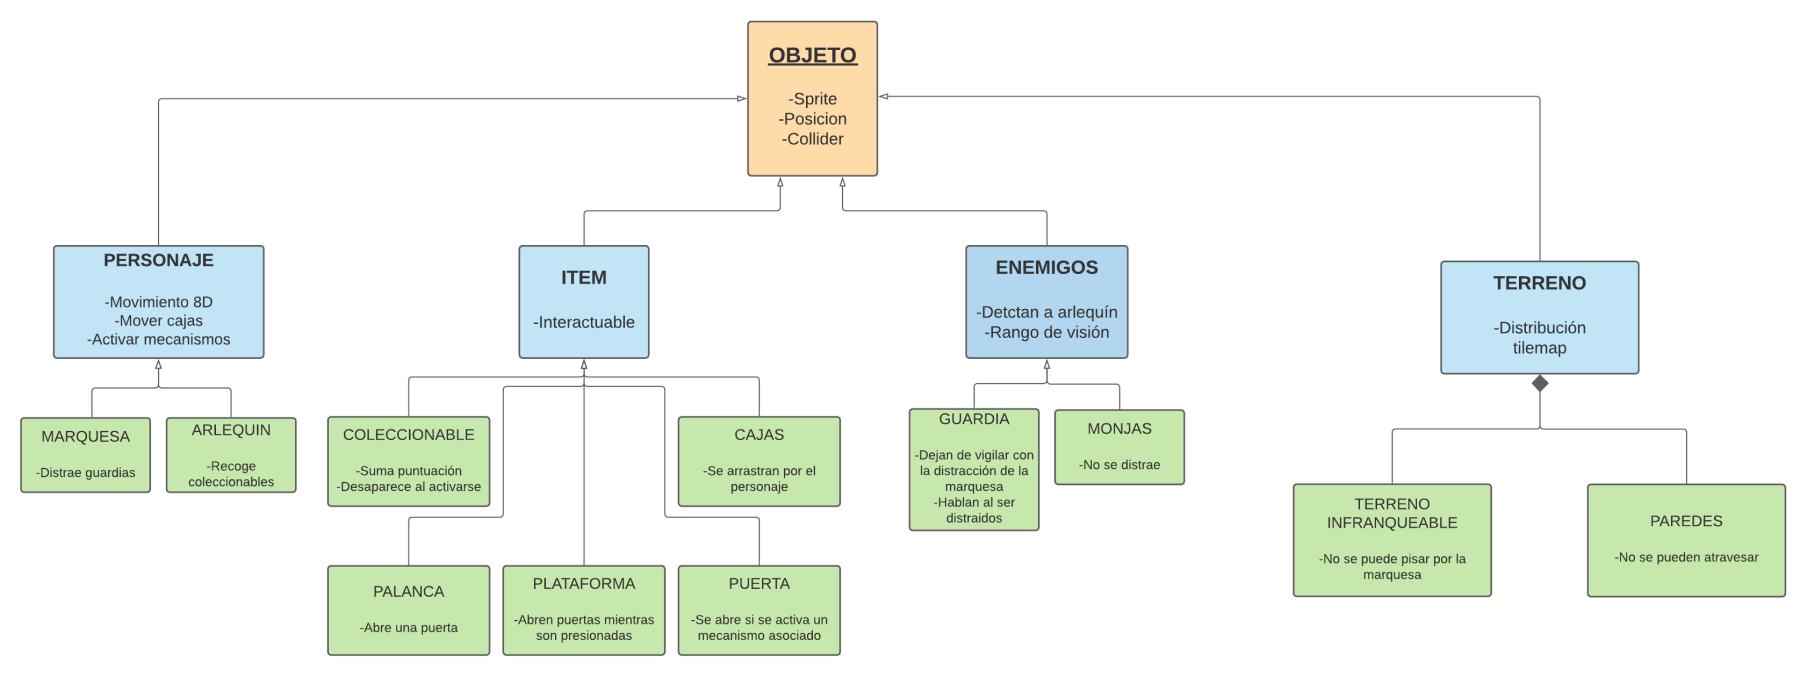 OBJETO
-Sprite
-Posicion
-Collider
PERSONAJE
-Movimiento 8D
-Mover cajas
-Activar mecanismos
ITEM
-Interactuable
ENEMIGOS
-Detctan a arlequín
-Rango de visión
TERRENO
-Distribución
tilemap
MARQUESA
-Distrae guardias
ARLEQUIN
-Recoge
coleccionables
COLECCIONABLE
-Suma puntuación
-Desaparece al activarse
CAJAS
-Se arrastran por el
personaje
GUARDIA
-Dejan de vigilar con
la distracción de la
marquesa
-Hablan al ser
distraidos
MONJAS
-No se distrae
TERRENO
INFRANQUEABLE
-No se puede pisar por la
marquesa
PAREDES
-No se pueden atravesar
PALANCA
-Abre una puerta
PLATAFORMA
-Abren puertas mientras
son presionadas
PUERTA
-Se abre si se activa un
mecanismo asociado